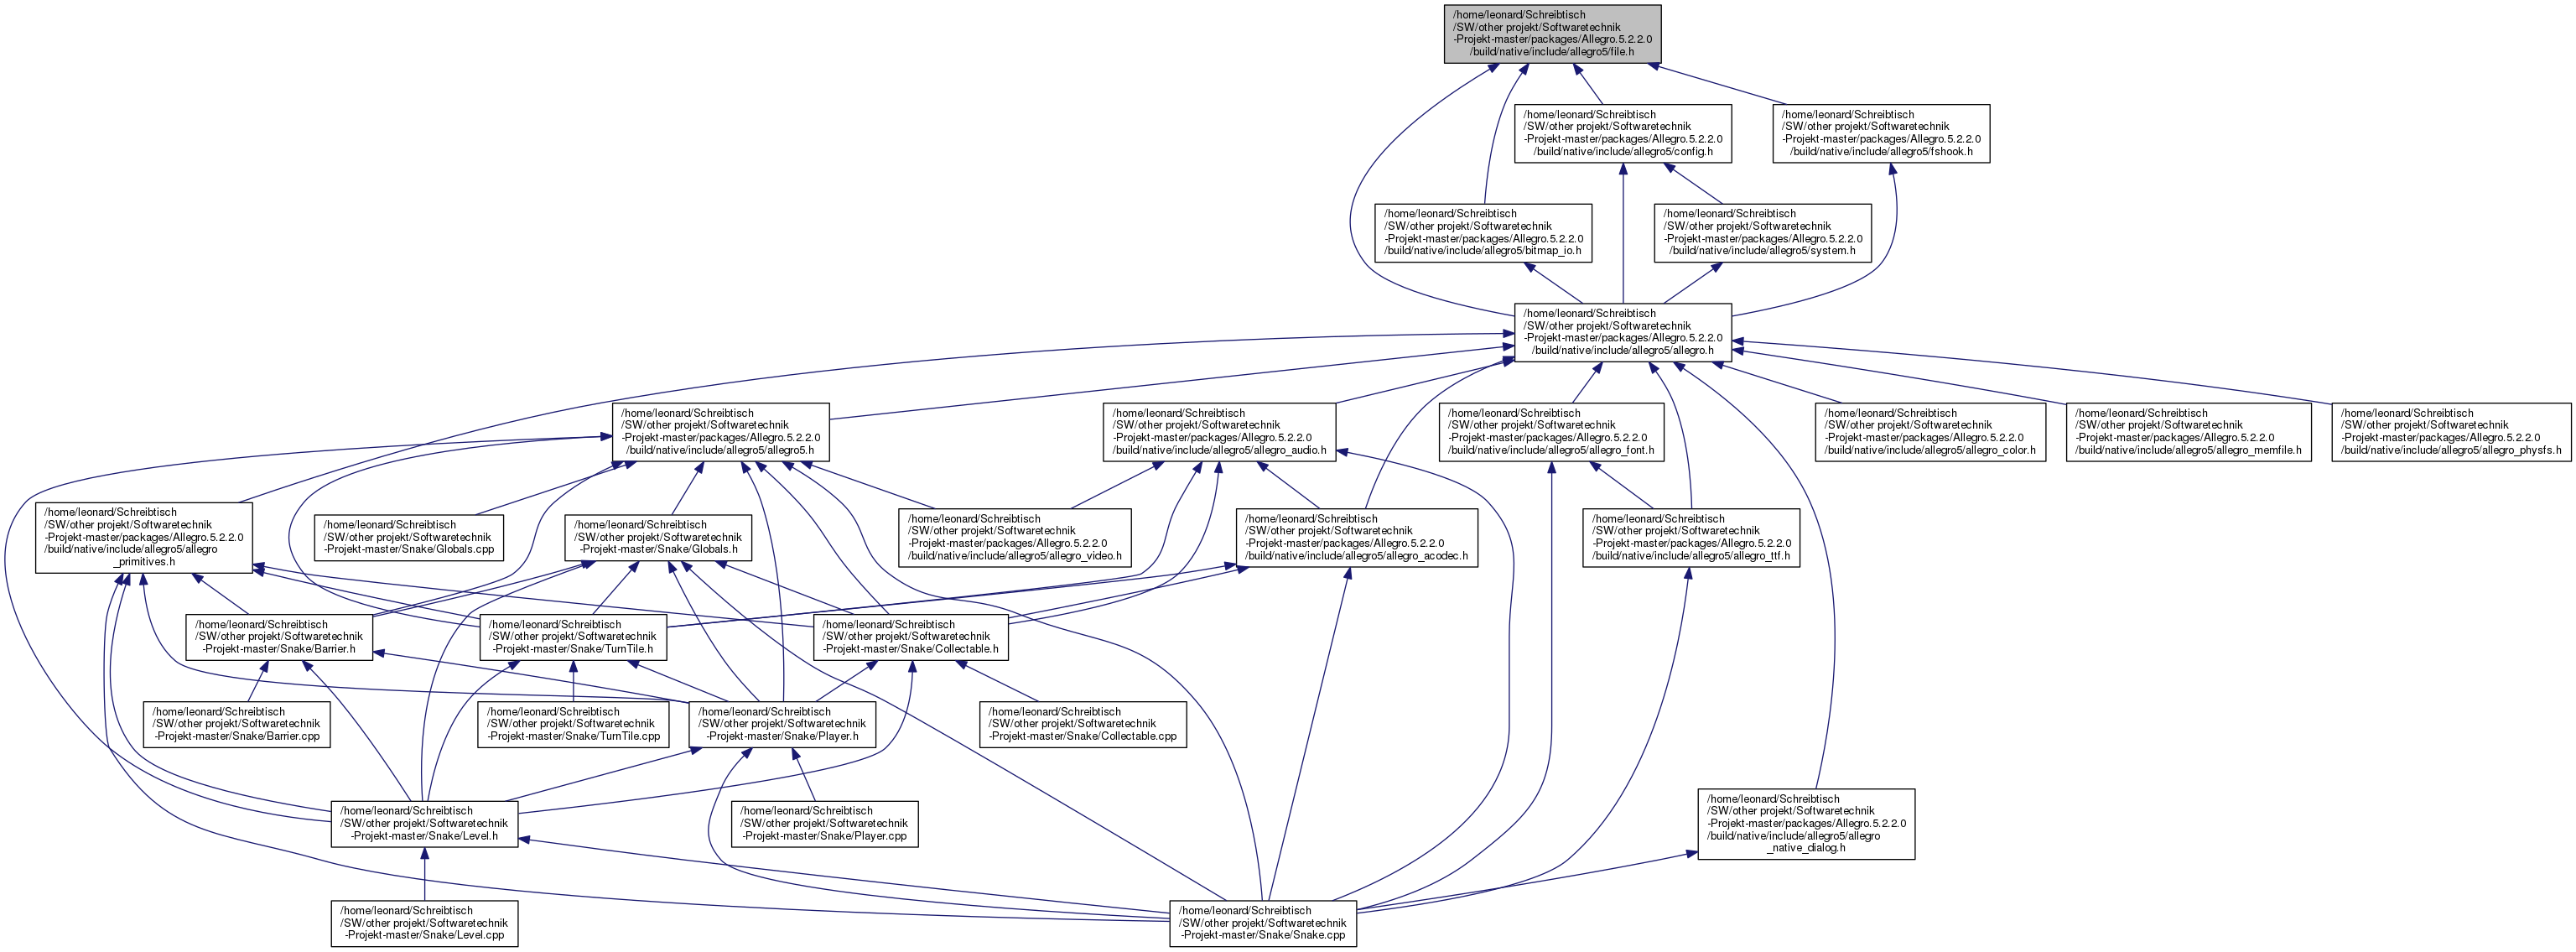 /home/leonard/Schreibtisch
/SW/other projekt/Softwaretechnik
-Projekt-master/packages/Allegro.5.2.2.0
/build/native/include/allegro5/file.h
/home/leonard/Schreibtisch
/SW/other projekt/Softwaretechnik
-Projekt-master/packages/Allegro.5.2.2.0
/build/native/include/allegro5/config.h
/home/leonard/Schreibtisch
/SW/other projekt/Softwaretechnik
-Projekt-master/packages/Allegro.5.2.2.0
/build/native/include/allegro5/fshook.h
/home/leonard/Schreibtisch
/SW/other projekt/Softwaretechnik
-Projekt-master/packages/Allegro.5.2.2.0
/build/native/include/allegro5/bitmap_io.h
/home/leonard/Schreibtisch
/SW/other projekt/Softwaretechnik
-Projekt-master/packages/Allegro.5.2.2.0
/build/native/include/allegro5/system.h
/home/leonard/Schreibtisch
/SW/other projekt/Softwaretechnik
-Projekt-master/packages/Allegro.5.2.2.0
/build/native/include/allegro5/allegro.h
/home/leonard/Schreibtisch
/SW/other projekt/Softwaretechnik
-Projekt-master/packages/Allegro.5.2.2.0
/build/native/include/allegro5/allegro5.h
/home/leonard/Schreibtisch
/SW/other projekt/Softwaretechnik
-Projekt-master/packages/Allegro.5.2.2.0
/build/native/include/allegro5/allegro_audio.h
/home/leonard/Schreibtisch
/SW/other projekt/Softwaretechnik
-Projekt-master/packages/Allegro.5.2.2.0
/build/native/include/allegro5/allegro_font.h
/home/leonard/Schreibtisch
/SW/other projekt/Softwaretechnik
-Projekt-master/packages/Allegro.5.2.2.0
/build/native/include/allegro5/allegro_color.h
/home/leonard/Schreibtisch
/SW/other projekt/Softwaretechnik
-Projekt-master/packages/Allegro.5.2.2.0
/build/native/include/allegro5/allegro_memfile.h
/home/leonard/Schreibtisch
/SW/other projekt/Softwaretechnik
-Projekt-master/packages/Allegro.5.2.2.0
/build/native/include/allegro5/allegro_physfs.h
/home/leonard/Schreibtisch
/SW/other projekt/Softwaretechnik
-Projekt-master/packages/Allegro.5.2.2.0
/build/native/include/allegro5/allegro
_primitives.h
/home/leonard/Schreibtisch
/SW/other projekt/Softwaretechnik
-Projekt-master/Snake/Globals.cpp
/home/leonard/Schreibtisch
/SW/other projekt/Softwaretechnik
-Projekt-master/Snake/Globals.h
/home/leonard/Schreibtisch
/SW/other projekt/Softwaretechnik
-Projekt-master/packages/Allegro.5.2.2.0
/build/native/include/allegro5/allegro_video.h
/home/leonard/Schreibtisch
/SW/other projekt/Softwaretechnik
-Projekt-master/packages/Allegro.5.2.2.0
/build/native/include/allegro5/allegro_acodec.h
/home/leonard/Schreibtisch
/SW/other projekt/Softwaretechnik
-Projekt-master/packages/Allegro.5.2.2.0
/build/native/include/allegro5/allegro_ttf.h
/home/leonard/Schreibtisch
/SW/other projekt/Softwaretechnik
-Projekt-master/Snake/Barrier.h
/home/leonard/Schreibtisch
/SW/other projekt/Softwaretechnik
-Projekt-master/Snake/TurnTile.h
/home/leonard/Schreibtisch
/SW/other projekt/Softwaretechnik
-Projekt-master/Snake/Collectable.h
/home/leonard/Schreibtisch
/SW/other projekt/Softwaretechnik
-Projekt-master/Snake/Barrier.cpp
/home/leonard/Schreibtisch
/SW/other projekt/Softwaretechnik
-Projekt-master/Snake/TurnTile.cpp
/home/leonard/Schreibtisch
/SW/other projekt/Softwaretechnik
-Projekt-master/Snake/Player.h
/home/leonard/Schreibtisch
/SW/other projekt/Softwaretechnik
-Projekt-master/Snake/Collectable.cpp
/home/leonard/Schreibtisch
/SW/other projekt/Softwaretechnik
-Projekt-master/Snake/Level.h
/home/leonard/Schreibtisch
/SW/other projekt/Softwaretechnik
-Projekt-master/Snake/Player.cpp
/home/leonard/Schreibtisch
/SW/other projekt/Softwaretechnik
-Projekt-master/packages/Allegro.5.2.2.0
/build/native/include/allegro5/allegro
_native_dialog.h
/home/leonard/Schreibtisch
/SW/other projekt/Softwaretechnik
-Projekt-master/Snake/Level.cpp
/home/leonard/Schreibtisch
/SW/other projekt/Softwaretechnik
-Projekt-master/Snake/Snake.cpp